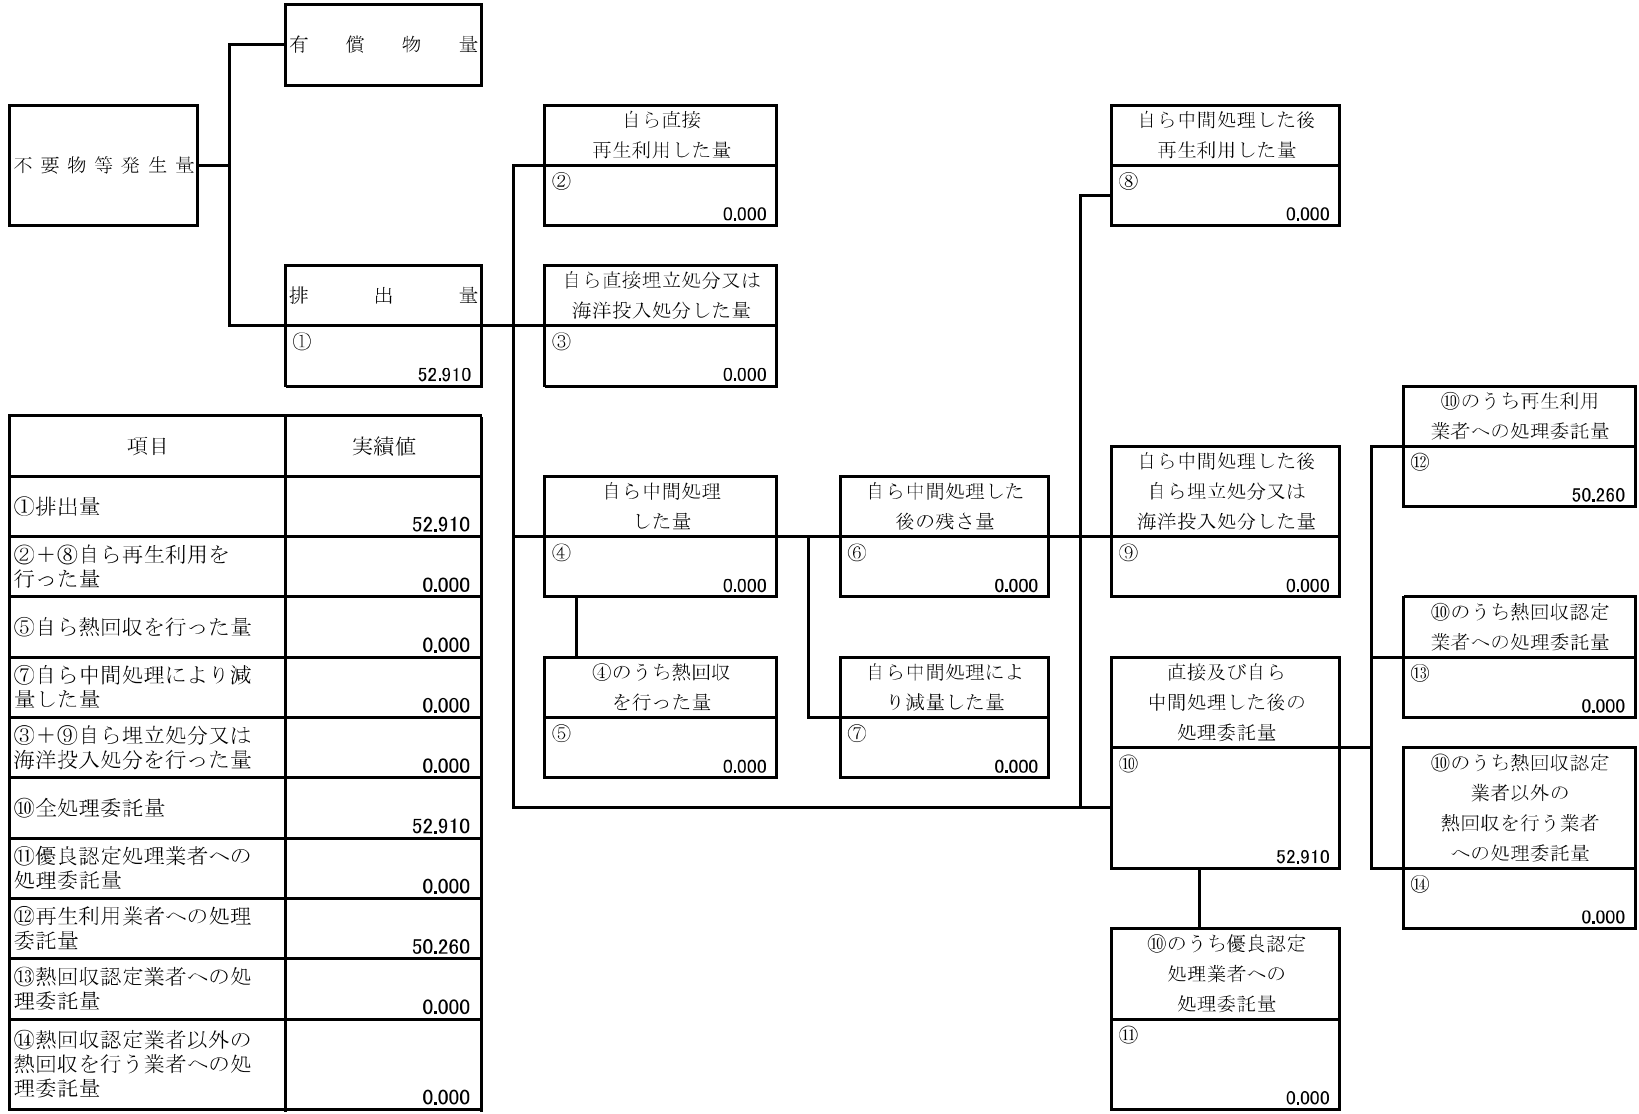 有償物量
不要物等発生量
排出量
①
52.910
自ら直接
再生利用した量
②
0.000
自ら直接埋立処分又は
海洋投入処分した量
③
0.000
自ら中間処理
した量
④
0.000
④のうち熱回収
を行った量
⑤
0.000
自ら中間処理した
後の残さ量
⑥
0.000
自ら中間処理によ
り減量した量
⑦
0.000
自ら中間処理した後
再生利用した量
⑧
0.000
自ら中間処理した後
自ら埋立処分又は
海洋投入処分した量
⑨
0.000
直接及び自ら
中間処理した後の
処理委託量
⑩
52.910
⑩のうち優良認定
処理業者への
処理委託量
⑪
0.000
⑩のうち再生利用
業者への処理委託量
⑫
50.260
⑩のうち熱回収認定
業者への処理委託量
⑬
0.000
⑩のうち熱回収認定
業者以外の
熱回収を行う業者
への処理委託量
⑭
0.000
項目 実績値
①排出量
52.910
②＋⑧自ら再生利用を
行った量
0.000
⑤自ら熱回収を行った量
0.000
⑦自ら中間処理により減
量した量
0.000
③＋⑨自ら埋立処分又は
海洋投入処分を行った量
0.000
⑩全処理委託量
52.910
⑪優良認定処理業者への
処理委託量
0.000
⑫再生利用業者への処理
委託量
50.260
⑬熱回収認定業者への処
理委託量
0.000
⑭熱回収認定業者以外の
熱回収を行う業者への処
理委託量
0.000